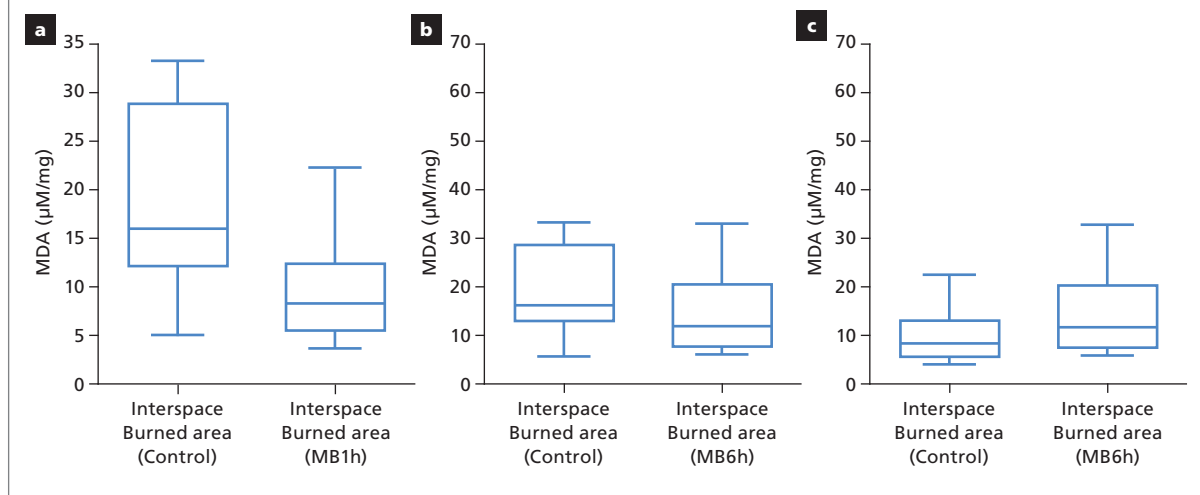 a
35
30
25
20
15
10
5
0
MDA (µM/mg)
Interspace
Burned area
(Control)
Interspace
Burned area
(MB1h)
b
70
60
50
40
30
20
10
0
MDA (µM/mg)
Interspace
Burned area
(Control)
Interspace
Burned area
(MB6h)
c
70
60
50
40
30
20
10
0
MDA (µM/mg)
Interspace
Burned area
(Control)
Interspace
Burned area
(MB6h)